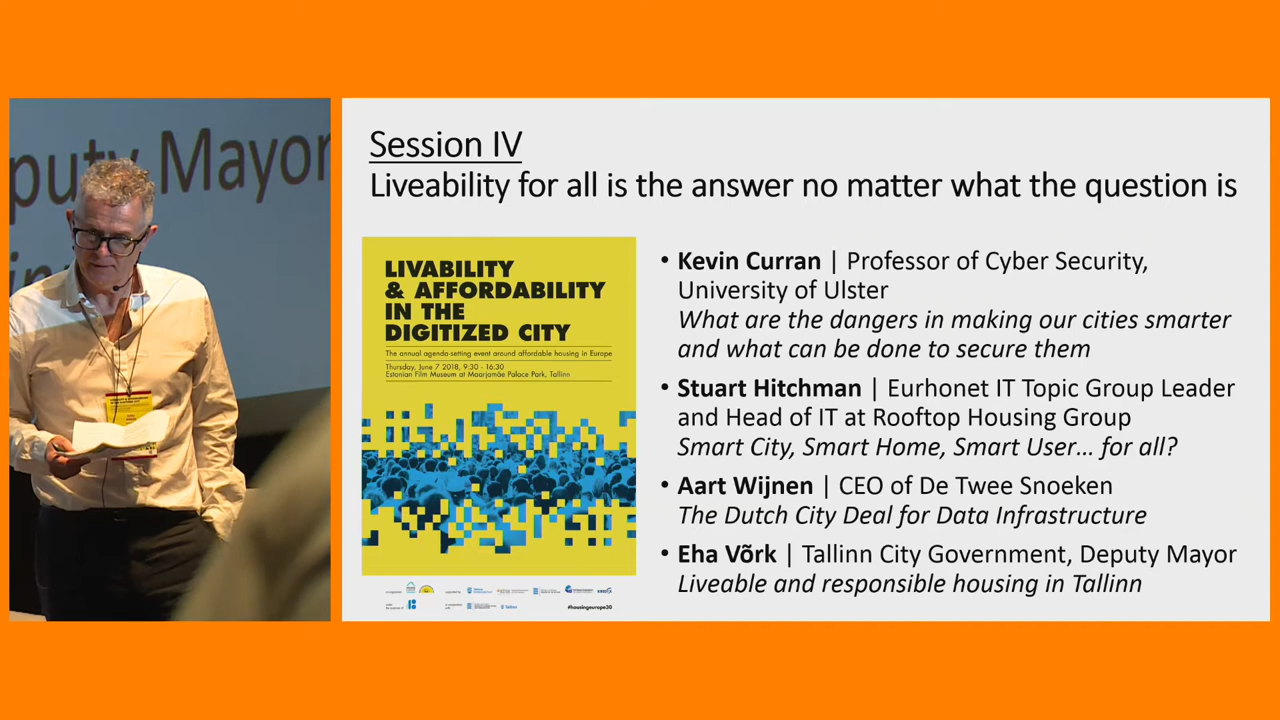 puty Mayor
Session IV
Liveability for all is the answer no matter what the question is
LIVABILITY
& AFFORDABILITY
IN THE
DIGITIZED CITY
The annual agenda-setting event around affordable housing in Europe
Thursday, June 7 2018, 9:30 - 16:30
Estonian Film Museum at Maarjamäe Palace Park, Tallinn
#housingeurope30
• Kevin Curran | Professor of Cyber Security,
University of Ulster
What are the dangers in making our cities smarter
and what can be done to secure them
• Stuart Hitchman | Eurhonet IT Topic Group Leader
and Head of IT at Rooftop Housing Group
Smart City, Smart Home, Smart User... for all?
• Aart Wijnen | CEO of De Twee Snoeken
The Dutch City Deal for Data Infrastructure
• Eha Võrk | Tallinn City Government, Deputy Mayor
Liveable and responsible housing in Tallinn